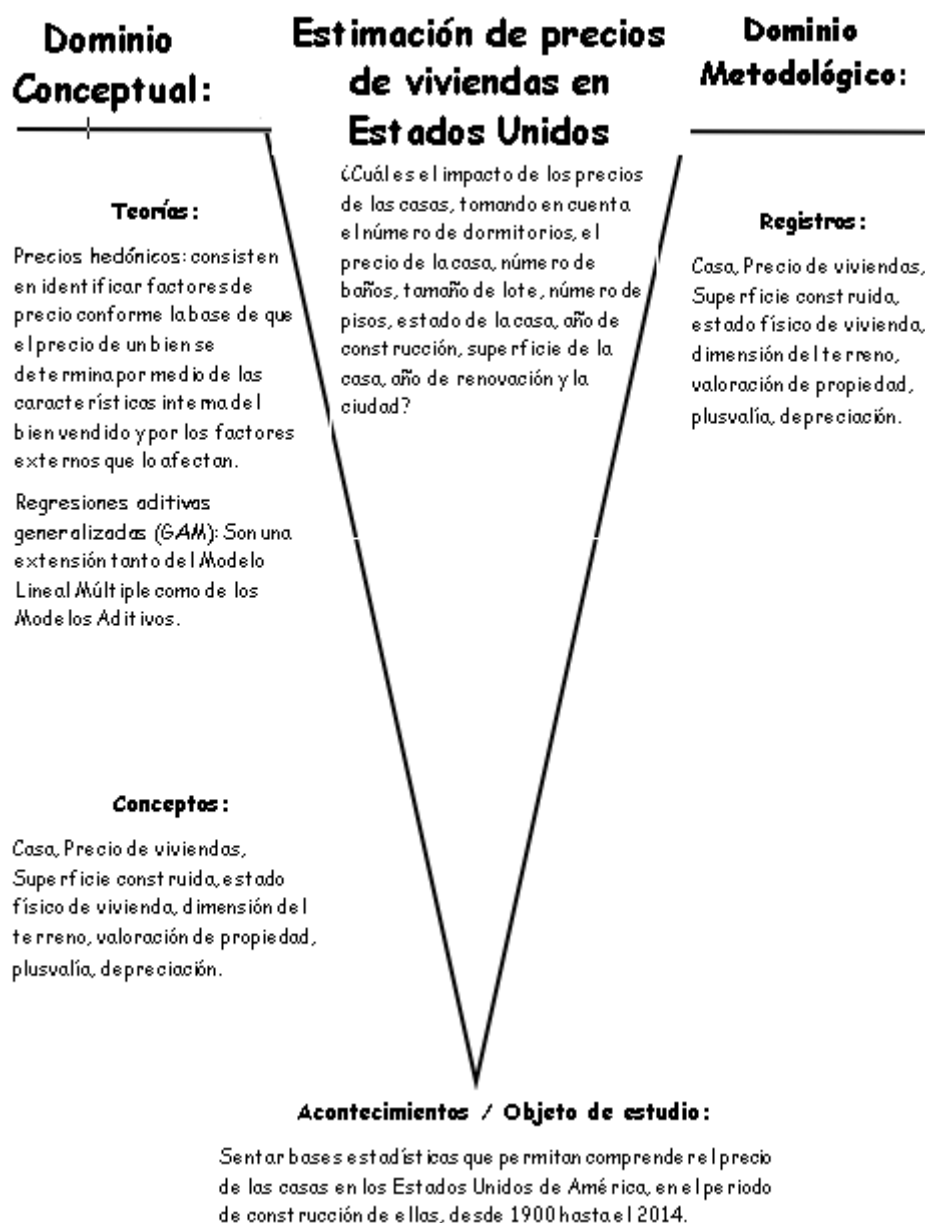 Dominio
Conceptual:
Estimación de precios
de viviendas en
Estados Unidos
Dominio
Metodológico:
¿Cuál es el impacto de los precios
de las casas, tomando en cuenta
el número de dormitorios, el
precio de la casa, número de
baños, tamaño de lote, número de
pisos, estado de la casa, año de
construcción, superficie de la
casa, año de renovación y la
ciudad?
Teorías:
Precios hedónicos: consisten
en identificar factores de
precio conforme la base de que
el precio de un bien se
determina por medio de las
características interna del
bien vendido y por los factores
externos que lo afectan.
Regresiones aditivas
generalizadas (GAM): Son una
extensión tanto del Modelo
Lineal Múltiple como de los
Modelos Aditivos.
Conceptos:
Casa, Precio de viviendas,
Superficie construida, estado
físico de vivienda, dimensión del
terreno, valoración de propiedad,
plusvalía, depreciación.
Registros:
Casa, Precio de viviendas,
Superficie construida,
estado físico de vivienda,
dimensión del terreno,
valoración de propiedad,
plusvalía, depreciación.
Acontecimientos / Objeto de estudio:
Sentar bases estadísticas que permitan comprender el precio
de las casas en los Estados Unidos de América, en el periodo
de construcción de ellas, desde 1900 hasta el 2014.